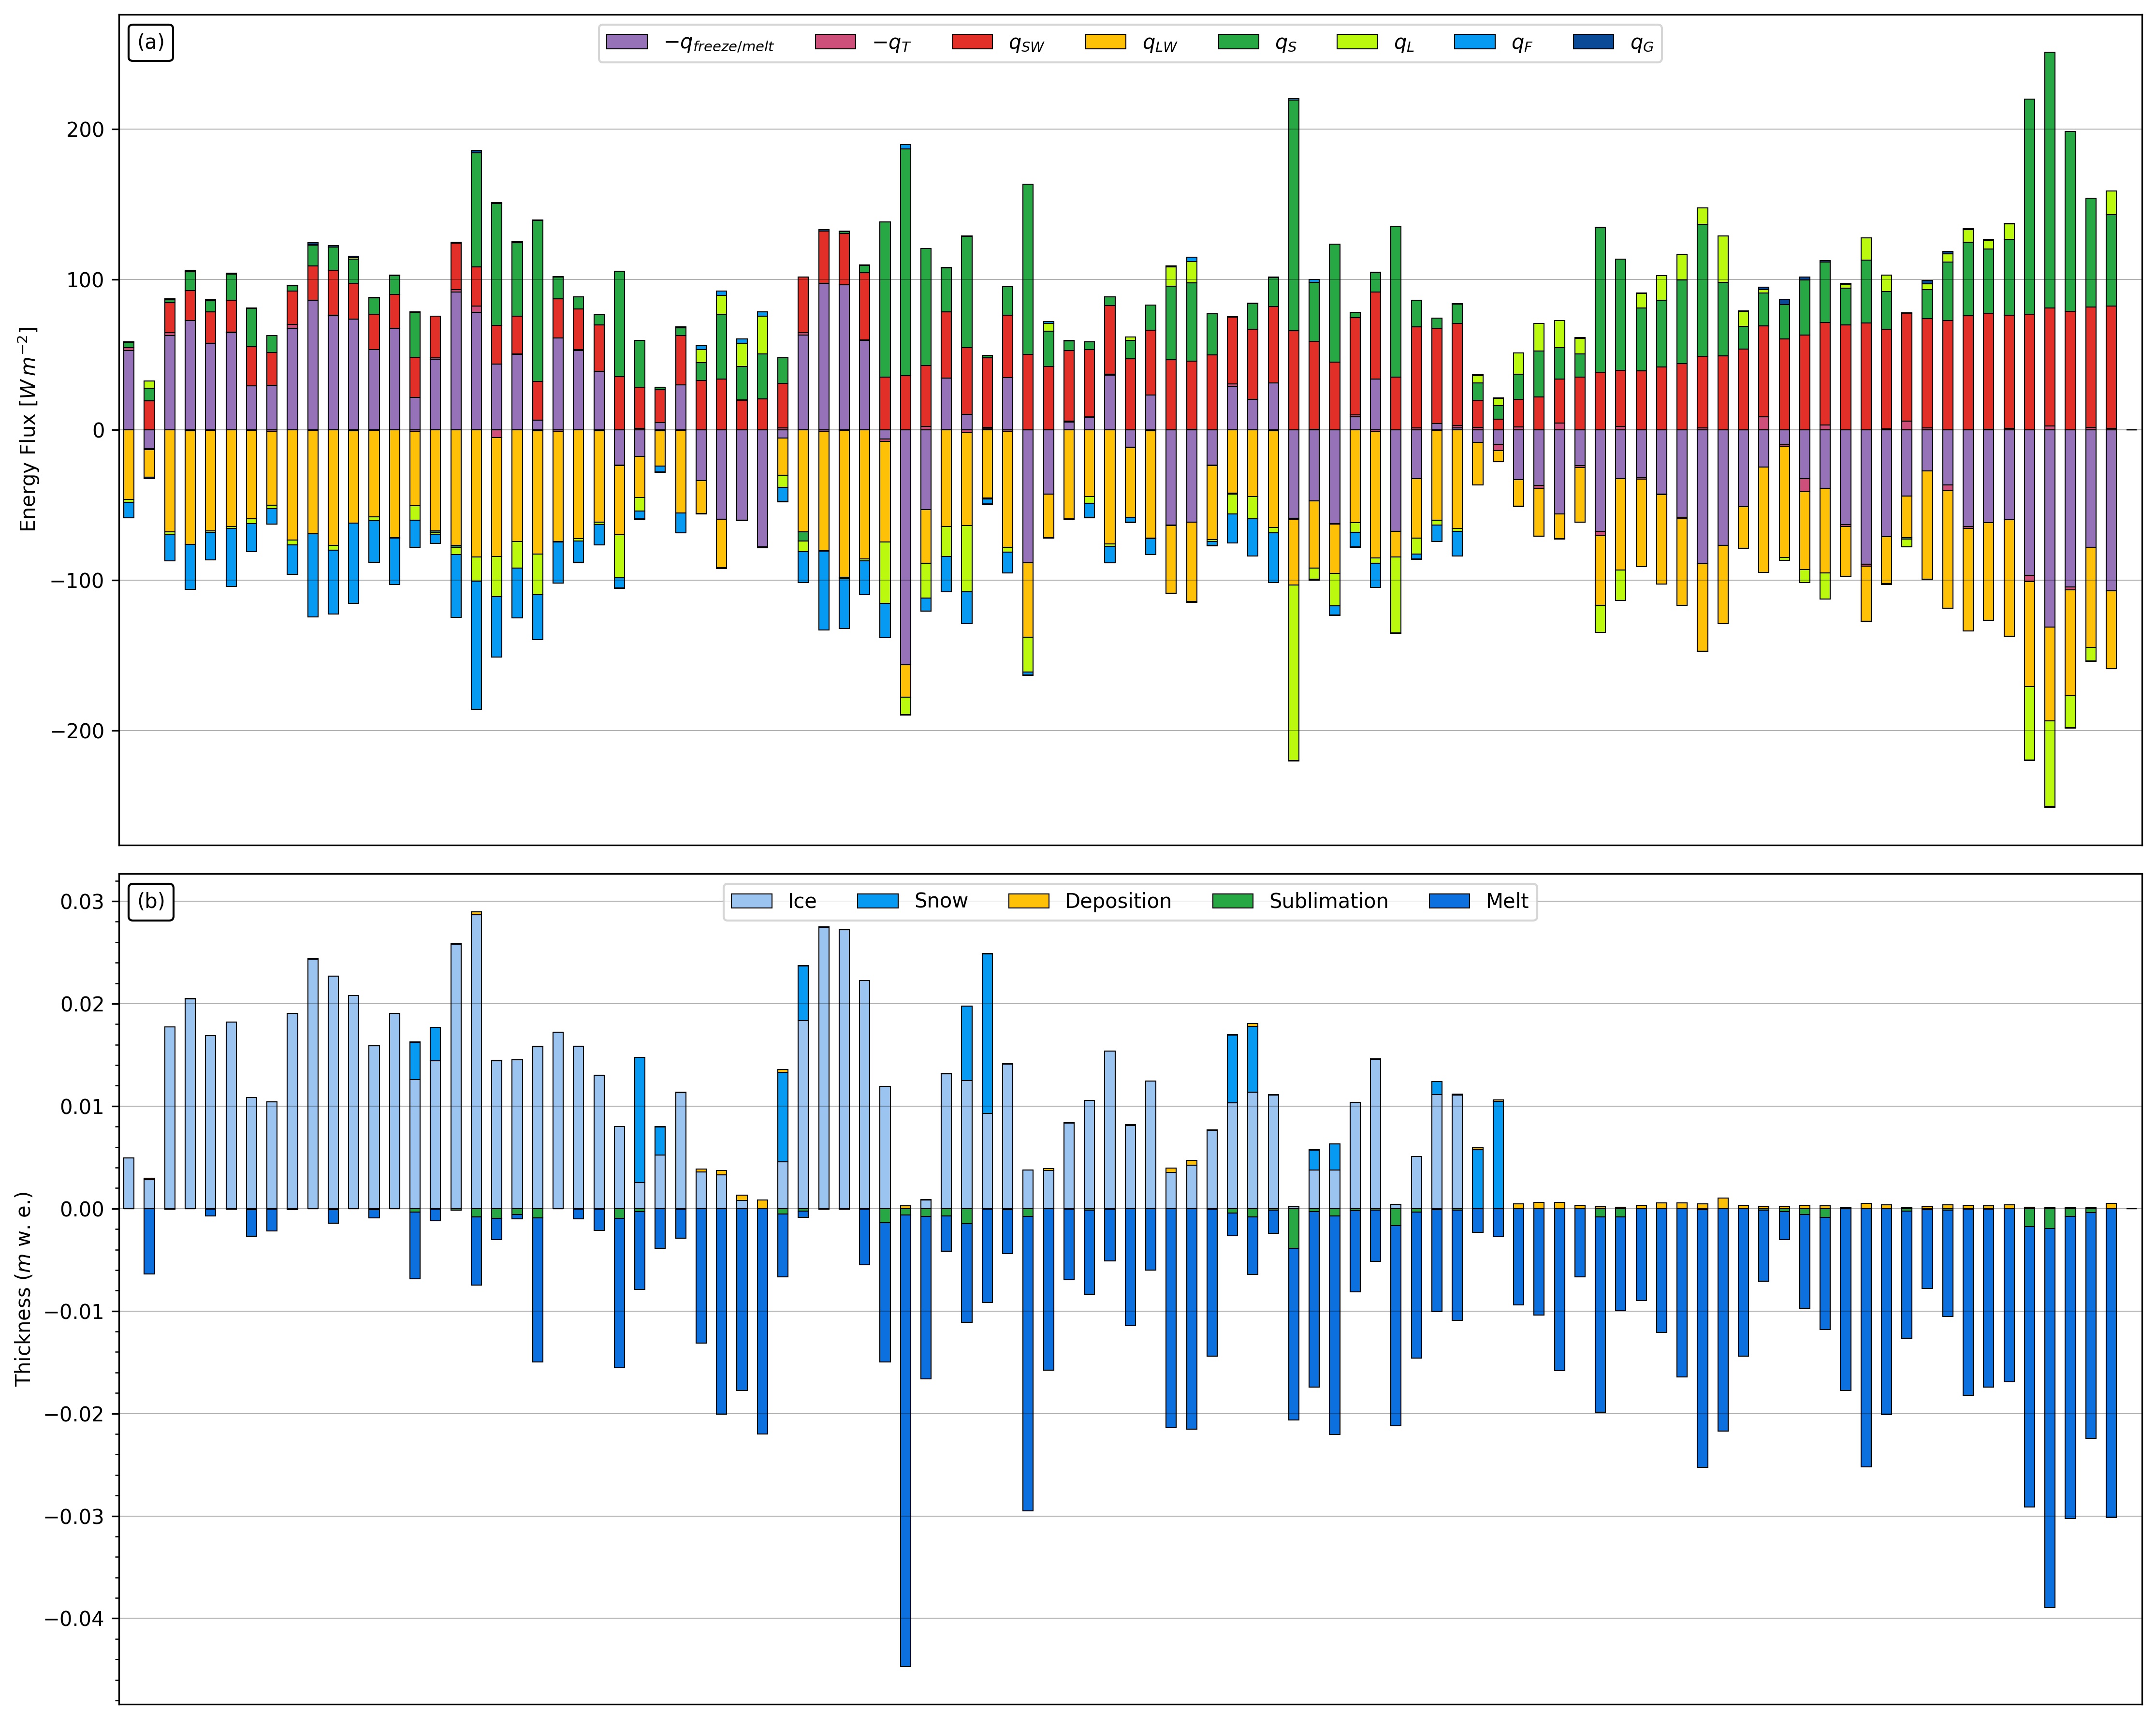 (a)
−q_freeze/melt −q_T q_SW q_LW q_S q_L q_F q_G
Energy Flux [W m⁻²]
200
100
0
−100
−200
(b)
Ice Snow Deposition Sublimation Melt
Thickness (m w. e.)
0.03
0.02
0.01
0.00
−0.01
−0.02
−0.03
−0.04